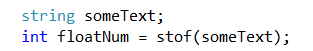 string someText;
int floatNum = stof(someText);